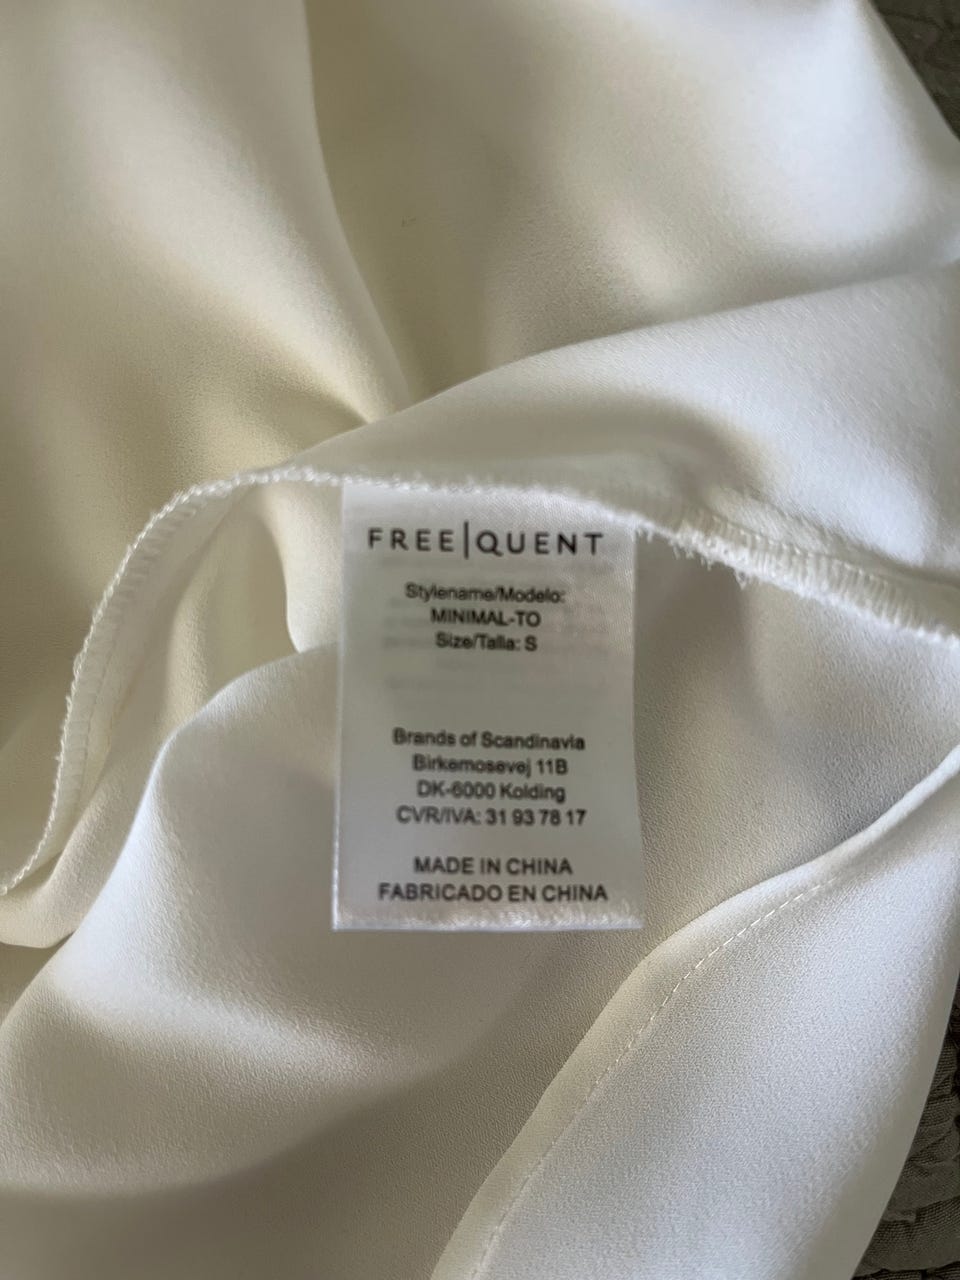 FREE|QUENT
Stylename/Modelo:
MINIMAL-TO
Size/Talla: S
Brands of Scandinavia
Birkemosevej 11B
DK-6000 Kolding
CVR/IVA: 31 93 78 17
MADE IN CHINA
FABRICADO EN CHINA